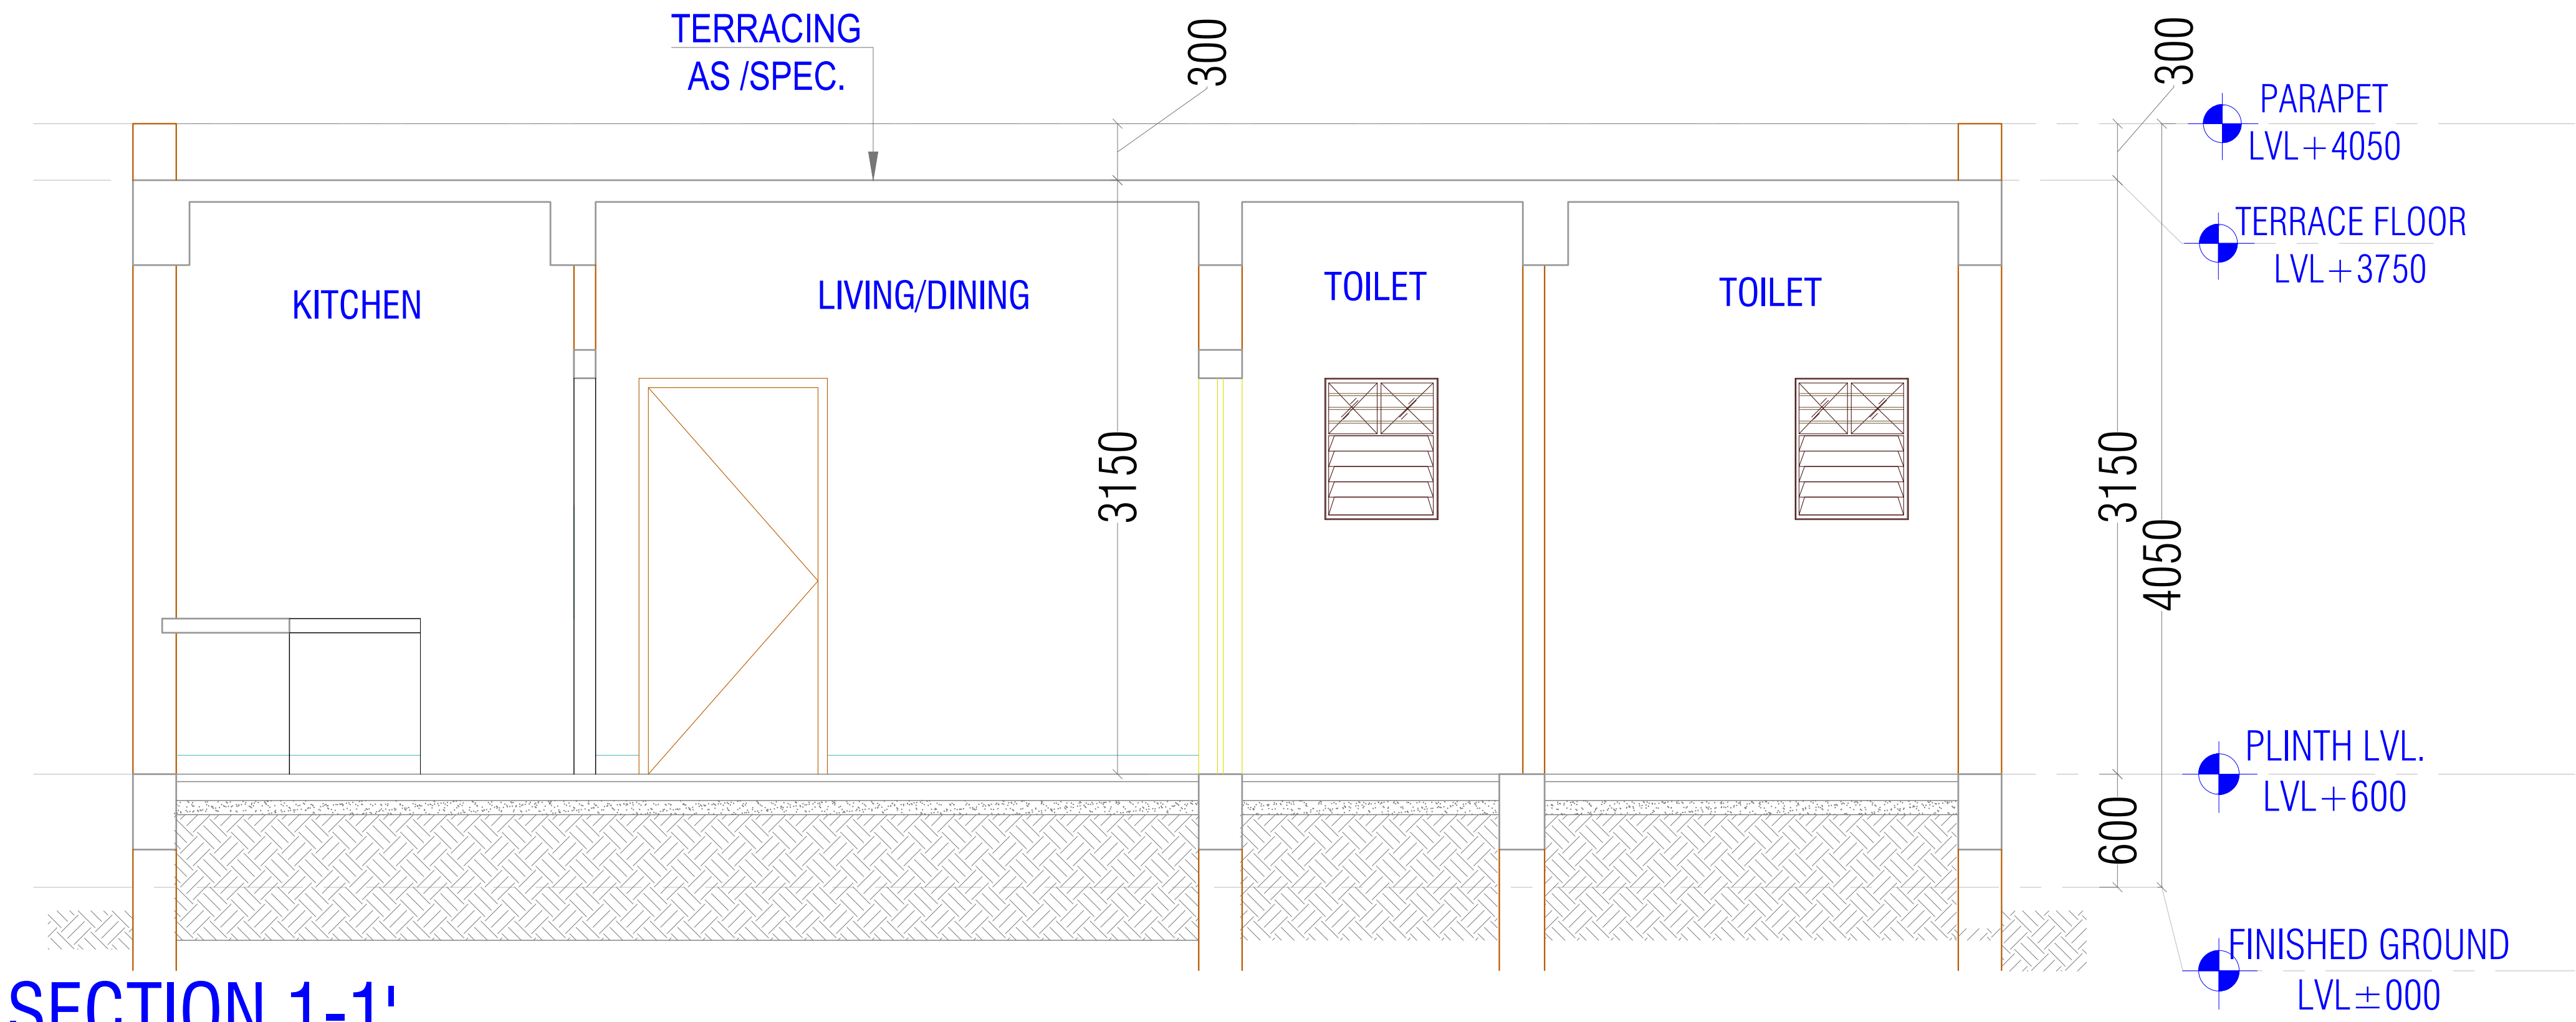 TERRACING
AS /SPEC.
300
300
PARAPET
LVL+4050
TERRACE FLOOR
LVL+3750
KITCHEN
LIVING/DINING
TOILET
TOILET
3150
3150
4050
PLINTH LVL.
LVL+600
600
FINISHED GROUND
LVL±000
SECTION 1-1'